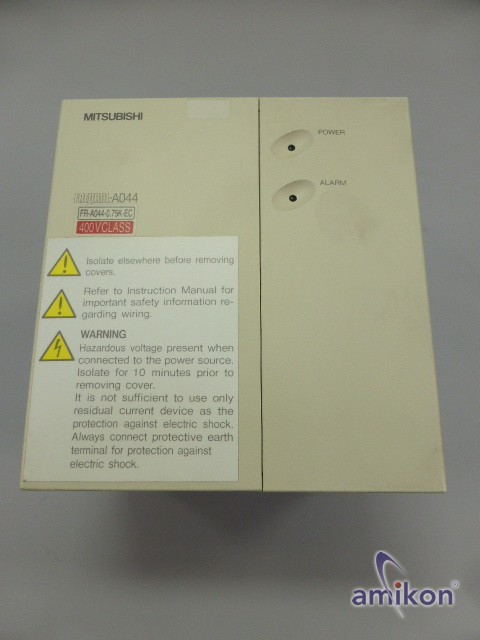 MITSUBISHI
POWER
ALARM
FREQROL-A044
FR-A044-0.75K-EC
400V CLASS
Isolate elsewhere before removing
covers.
Refer to Instruction Manual for
important safety information re-
garding wiring.
WARNING
Hazardous voltage present when
connected to the power source.
Isolate for 10 minutes prior to
removing cover.
It is not sufficient to use only
residual current device as the
protection against electric shock.
Always connect protective earth
terminal for protection against
electric shock.
amikon®